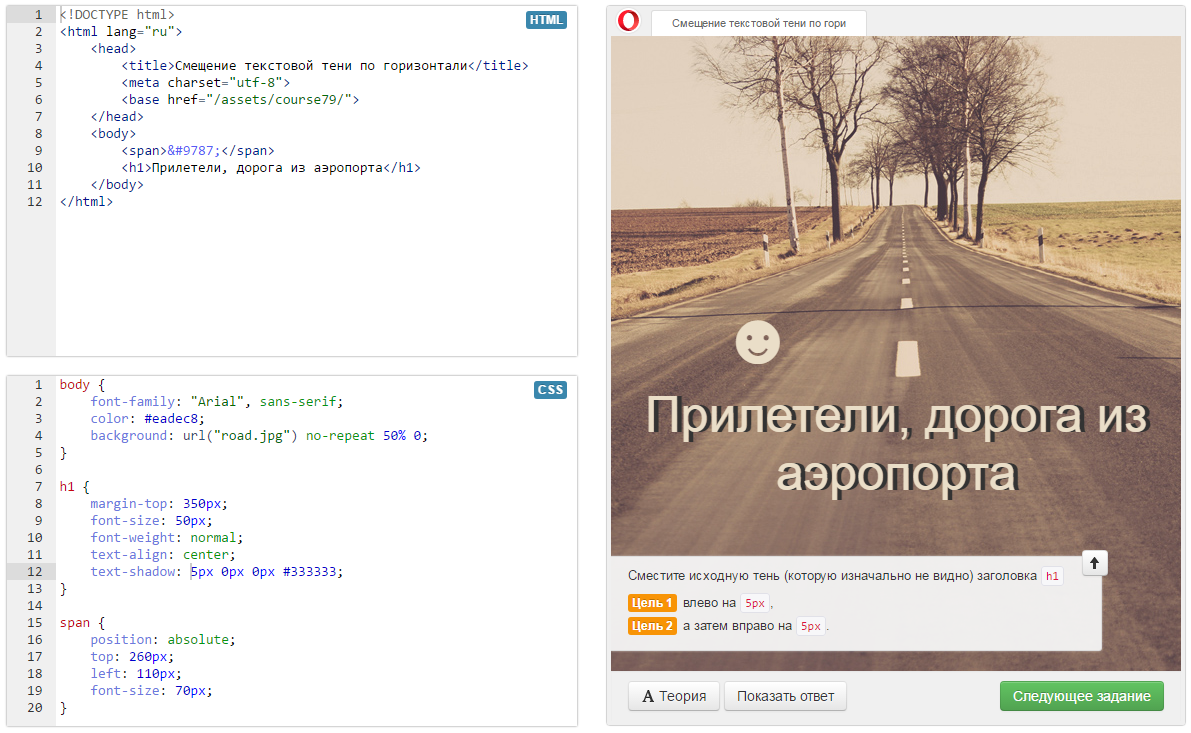 HTML
1 <!DOCTYPE html>
2 <html lang="ru">
3 <head>
4 <title>Смещение текстовой тени по горизонтали</title>
5 <meta charset="utf-8">
6 <base href="/assets/course79/">
7 </head>
8 <body>
9 <span>&#9787;</span>
10 <h1>Прилетели, дорога из аэропорта</h1>
11 </body>
12 </html>
CSS
1 body {
2 font-family: "Arial", sans-serif;
3 color: #eadec8;
4 background: url("road.jpg") no-repeat 50% 0;
5 }
6
7 h1 {
8 margin-top: 350px;
9 font-size: 50px;
10 font-weight: normal;
11 text-align: center;
12 text-shadow: 5px 0px 0px #333333;
13 }
14
15 span {
16 position: absolute;
17 top: 260px;
18 left: 110px;
19 font-size: 70px;
20 }
Смещение текстовой тени по гори
Прилетели, дорога из
аэропорта
Сместите исходную тень (которую изначально не видно) заголовка h1
Цель 1 влево на 5px,
Цель 2 а затем вправо на 5px.
A Теория
Показать ответ
Следующее задание